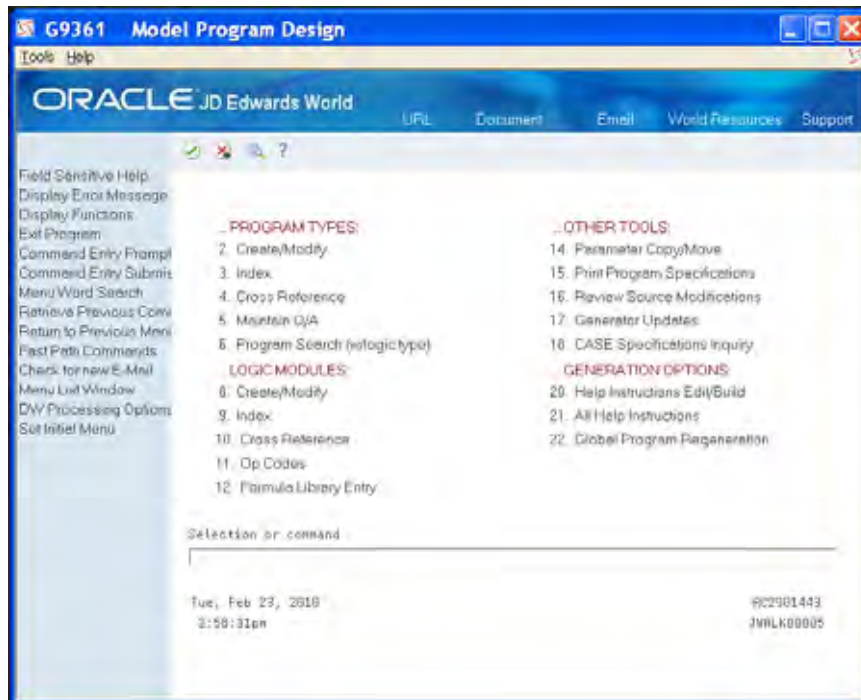 G9361 Model Program Design
Tools Help
ORACLE JD Edwards World
URL Document Email World Resources Support
?
Field Sensitive Help
Display Error Message
Display Functions
Exit Program
Command Entry Prompt
Command Entry Submis
Menu Word Search
Retrieve Previous Com
Return to Previous Menu
Fast Path Commands
Check for new E-Mail
Menu List Window
DW Processing Options
Set Initial Menu
... PROGRAM TYPES:
2. Create/Modify
3. Index
4. Cross Reference
5. Maintain Q/A
6. Program Search (w/logic type)
... LOGIC MODULES:
8. Create/Modify
9. Index
10. Cross Reference
11. Op Codes
12. Formula Library Entry
... OTHER TOOLS:
14. Parameter Copy/Move
15. Print Program Specifications
16. Review Source Modifications
17. Generator Updates
18. CASE Specifications Inquiry
... GENERATION OPTIONS:
20. Help Instructions Edit/Build
21. All Help Instructions
22. Global Program Regeneration
Selection or command
Tue, Feb 23, 2010
2:58:31pm
JWALK00005